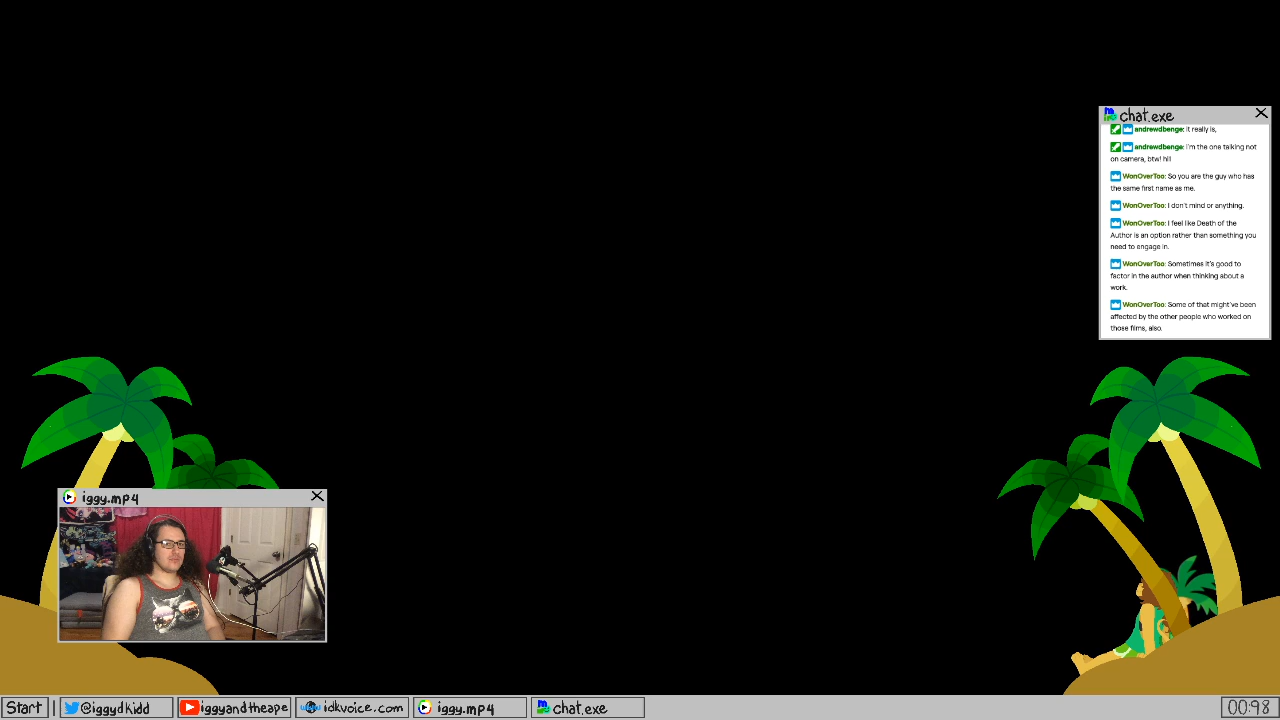 chat.exe
andrewdbenge: it really is,
andrewdbenge: I'm the one talking not
on camera, btw! hiI
WonOverToo: So you are the guy who has
the same first name as me.
WonOverToo: I don't mind or anything.
WonOverToo: I feel like Death of the
Author is an option rather than something you
need to engage in.
WonOverToo: Sometimes it's good to
factor in the author when thinking about a
work.
WonOverToo: Some of that might've been
affected by the other people who worked on
those films, also.
iggy.mp4
Start
@iggydkidd
iggyandtheape
www idkvoice.com
iggy.mp4
chat.exe
00:98